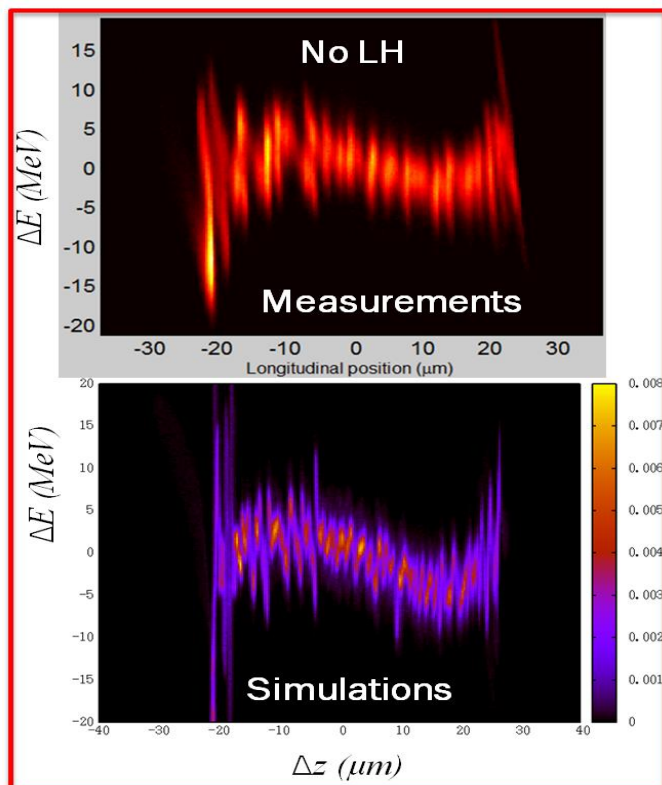 No LH
15
10
5
0
-5
-10
-15
-20
ΔE (MeV)
Measurements
-30 -20 -10 0 10 20 30
Longitudinal position (μm)
20
15
10
5
0
-5
-10
-15
-20
ΔE (MeV)
Simulations
-40 -30 -20 -10 0 10 20 30 40
0.008
0.007
0.006
0.005
0.004
0.003
0.002
0.001
0
Δz (μm)